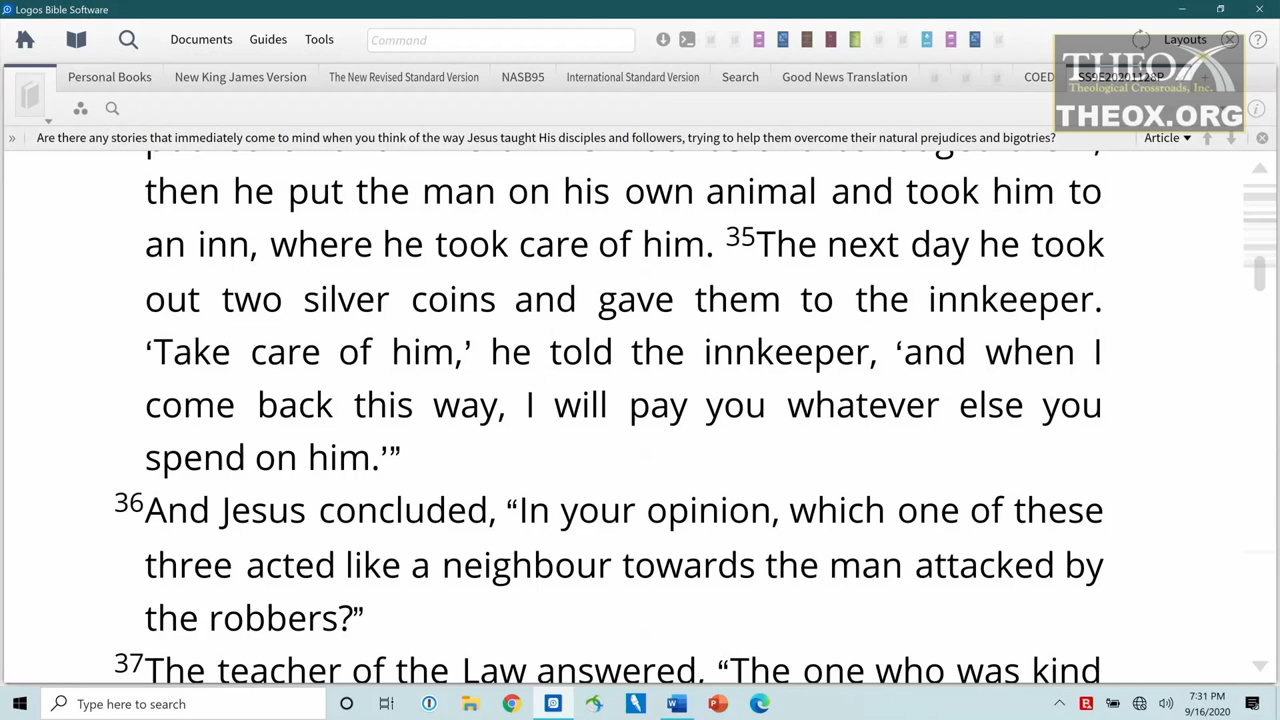 Logos Bible Software
Documents Guides Tools Command Layouts
Personal Books New King James Version The New Revised Standard Version NASB95 International Standard Version Search Good News Translation COED SS9E20201128P
THEOX
Theological Crossroads, Inc.
THEOX.ORG
» Are there any stories that immediately come to mind when you think of the way Jesus taught His disciples and followers, trying to help them overcome their natural prejudices and bigotries? Article
then he put the man on his own animal and took him to
an inn, where he took care of him. 35The next day he took
out two silver coins and gave them to the innkeeper.
‘Take care of him,’ he told the innkeeper, ‘and when I
come back this way, I will pay you whatever else you
spend on him.’”
36And Jesus concluded, “In your opinion, which one of these
three acted like a neighbour towards the man attacked by
the robbers?”
37The teacher of the Law answered, “The one who was kind
Type here to search
7:31 PM
9/16/2020